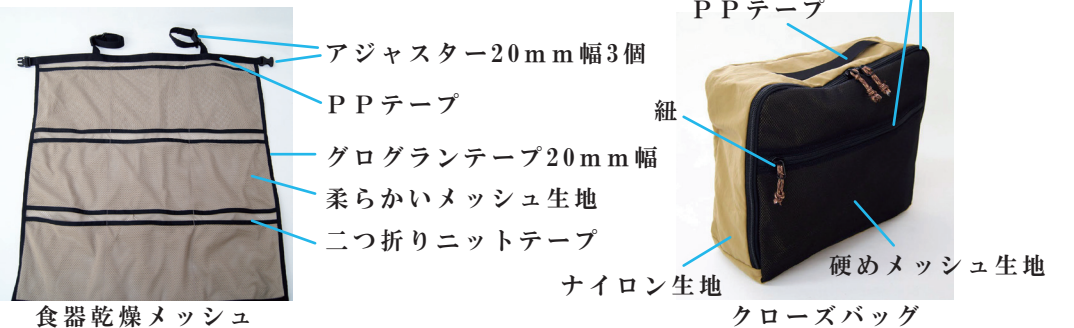 アジャスター20mm幅3個
PPテープ
グログランテープ20mm幅
柔らかいメッシュ生地
二つ折りニットテープ
食器乾燥メッシュ
PPテープ
紐
硬めメッシュ生地
ナイロン生地
クローズバッグ